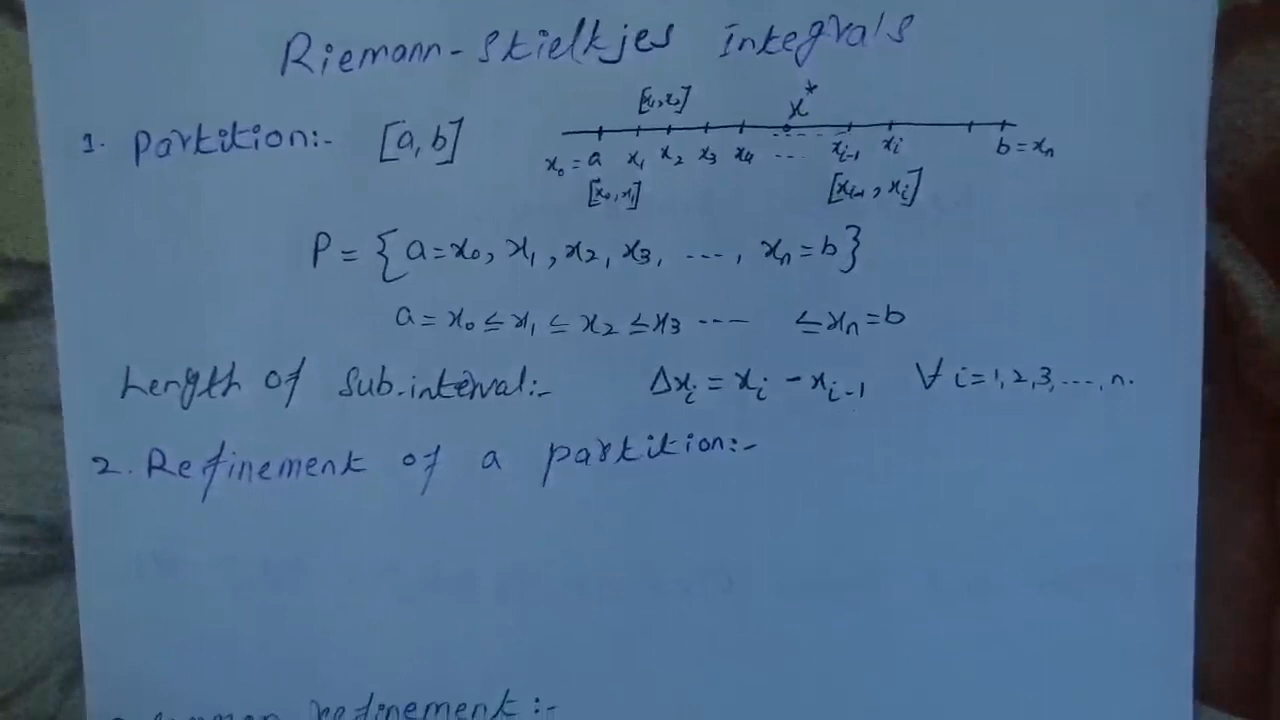 Riemann-Stieltjes integrals
1. Partition:- [a, b]
[x₁, x₂] x*
x₀ = a x₁ x₂ x₃ x₄ ... xᵢ₋₁ xᵢ b = xₙ
[x₀, x₁] [xᵢ₋₁, xᵢ]
P = {a = x₀, x₁, x₂, x₃, ..., xₙ = b}
a = x₀ ≤ x₁ ≤ x₂ ≤ x₃ ---- ≤ xₙ = b
Length of sub-interval:- Δxᵢ = xᵢ - xᵢ₋₁ ∀ i = 1, 2, 3, ..., n.
2. Refinement of a partition:-
refinement:-